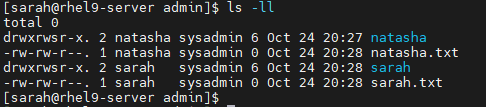 [sarah@rhel9-server admin]$ ls -ll
total 0
drwxrwsr-x. 2 natasha sysadmin 6 Oct 24 20:27 natasha
-rw-rw-r--. 1 natasha sysadmin 0 Oct 24 20:28 natasha.txt
drwxrwsr-x. 2 sarah   sysadmin 6 Oct 24 20:28 sarah
-rw-rw-r--. 1 sarah   sysadmin 0 Oct 24 20:28 sarah.txt
[sarah@rhel9-server admin]$